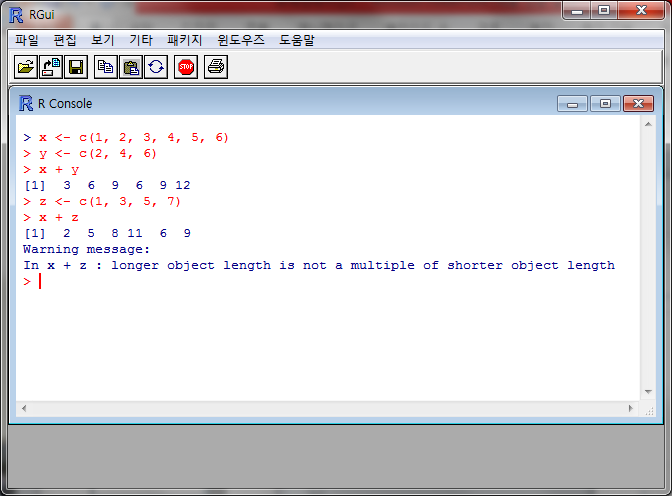 RGui
파일 편집 보기 기타 패키지 윈도우즈 도움말
STOP
R Console
> x <- c(1, 2, 3, 4, 5, 6)
> y <- c(2, 4, 6)
> x + y
[1]  3  6  9  6  9 12
> z <- c(1, 3, 5, 7)
> x + z
[1]  2  5  8 11  6  9
Warning message:
In x + z : longer object length is not a multiple of shorter object length
>